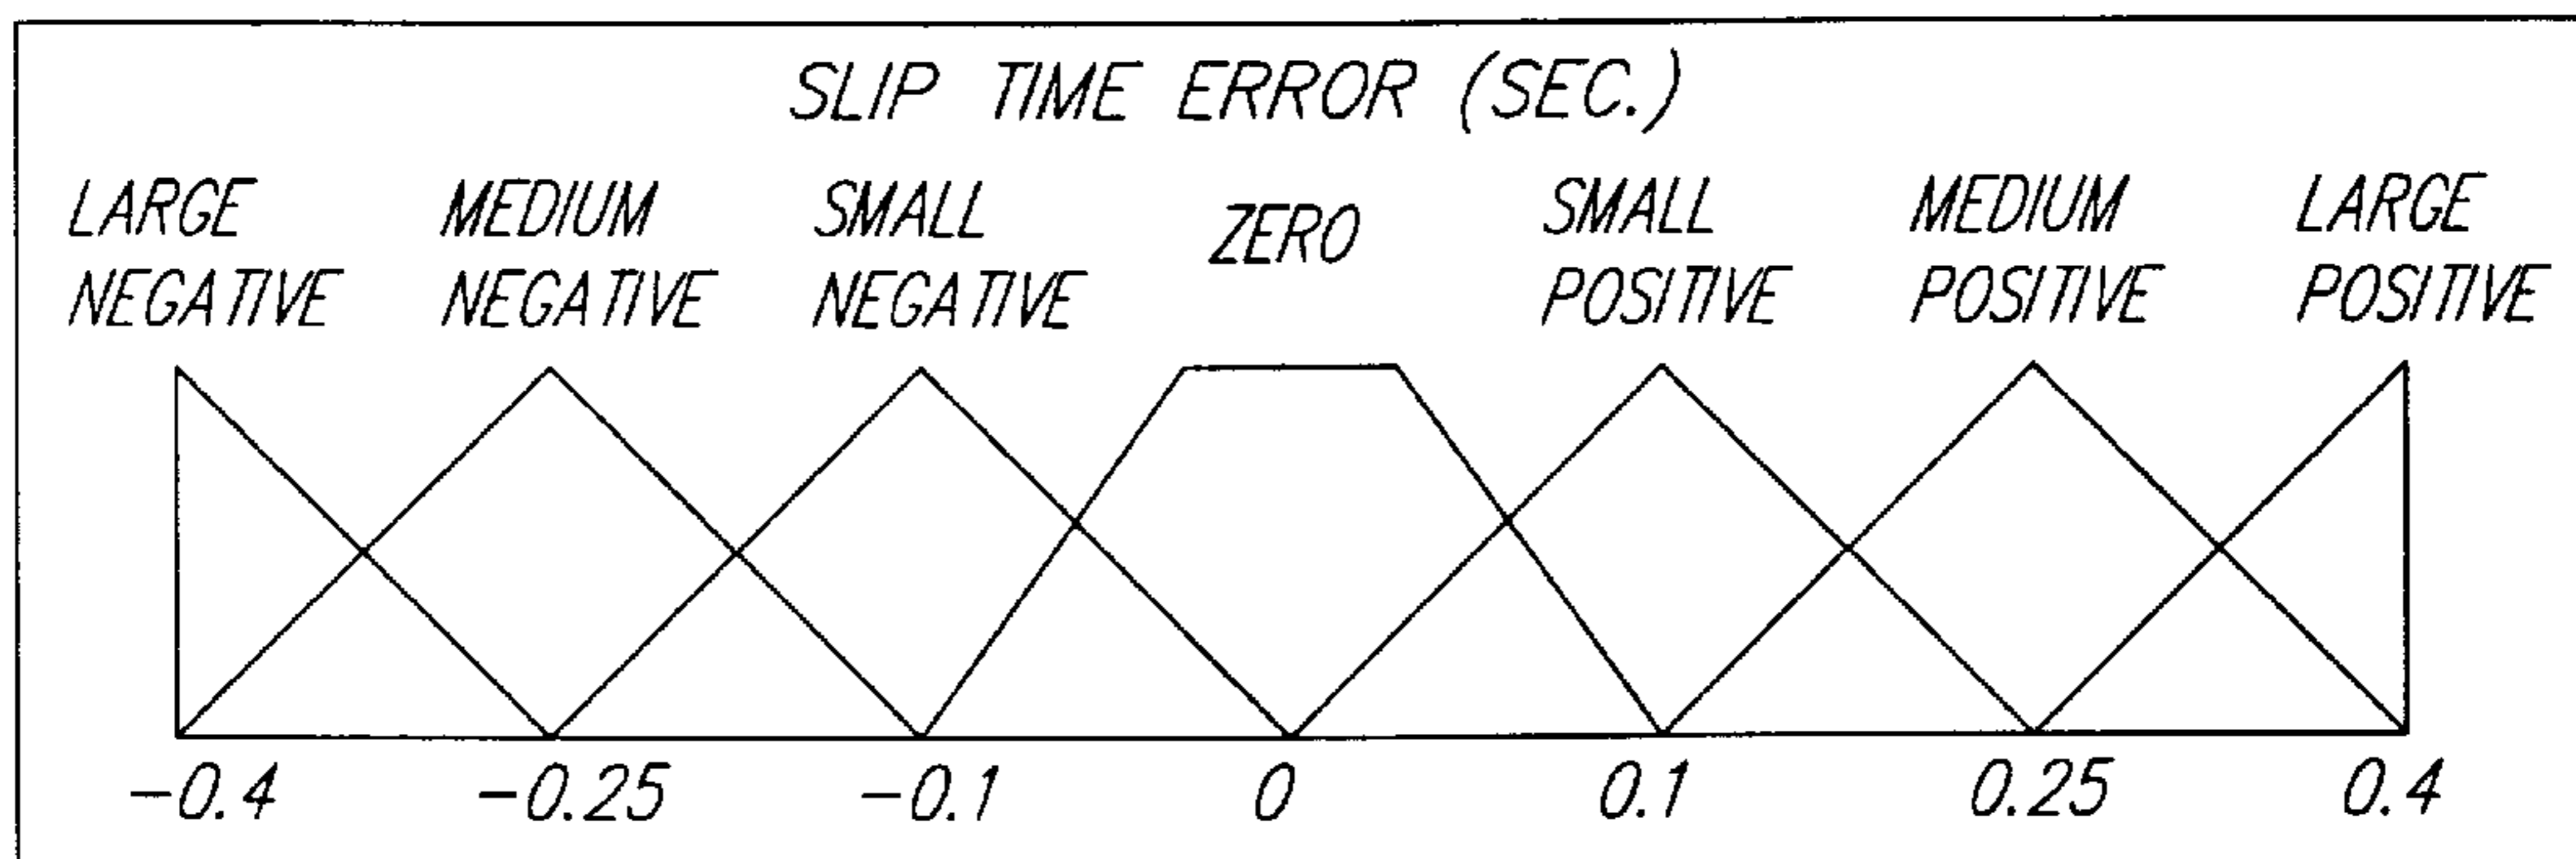 SLIP TIME ERROR (SEC.)
LARGE NEGATIVE
MEDIUM NEGATIVE
SMALL NEGATIVE
ZERO
SMALL POSITIVE
MEDIUM POSITIVE
LARGE POSITIVE
-0.4 -0.25 -0.1 0 0.1 0.25 0.4